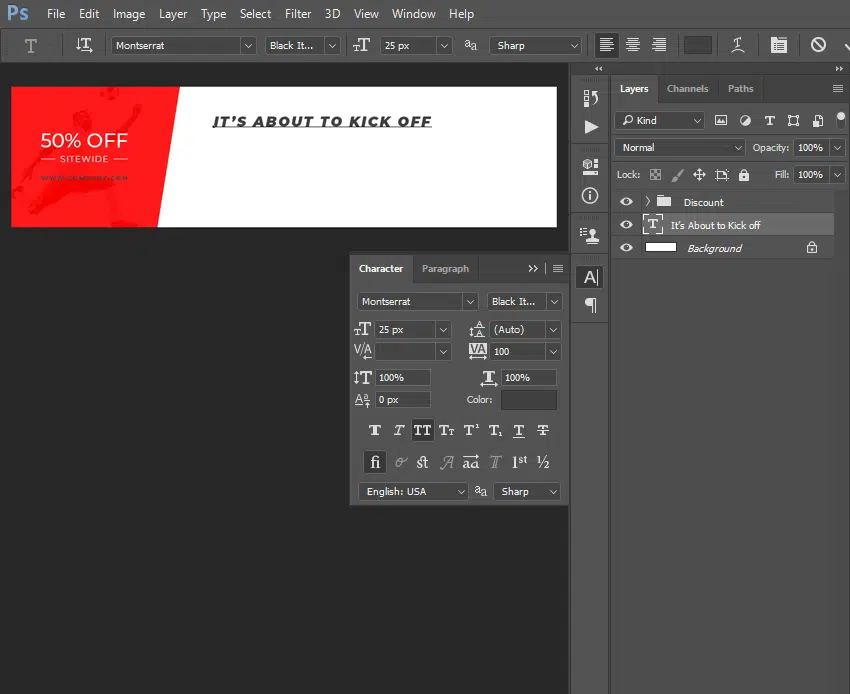 Ps File Edit Image Layer Type Select Filter 3D View Window Help
T Montserrat Black It... 25 px Sharp
50% OFF
SITEWIDE
IT'S ABOUT TO KICK OFF
Layers Channels Paths
Kind
Normal Opacity: 100%
Lock: Fill: 100%
Discount
It's About to Kick off
Background
Character Paragraph
Montserrat Black It...
25 px (Auto)
100
100% 100%
0 px Color:
T T TT Tт T¹ T₁ T T
fi st A aa T 1st ½
English: USA Sharp